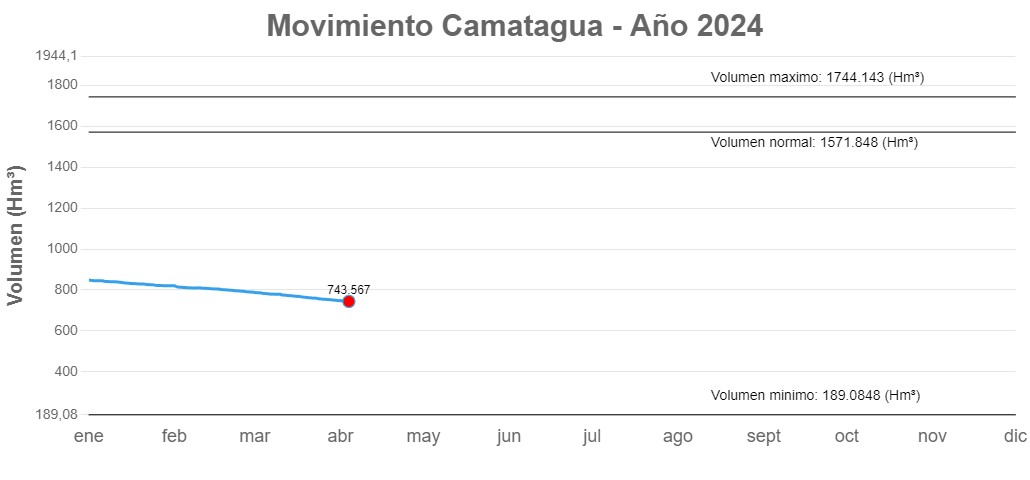 Movimiento Camatagua - Año 2024
Volumen (Hm³)
1944,1
1800
1600
1400
1200
1000
800
600
400
189,08
Volumen maximo: 1744.143 (Hm³)
Volumen normal: 1571.848 (Hm³)
743.567
Volumen minimo: 189.0848 (Hm³)
ene feb mar abr may jun jul ago sept oct nov dic